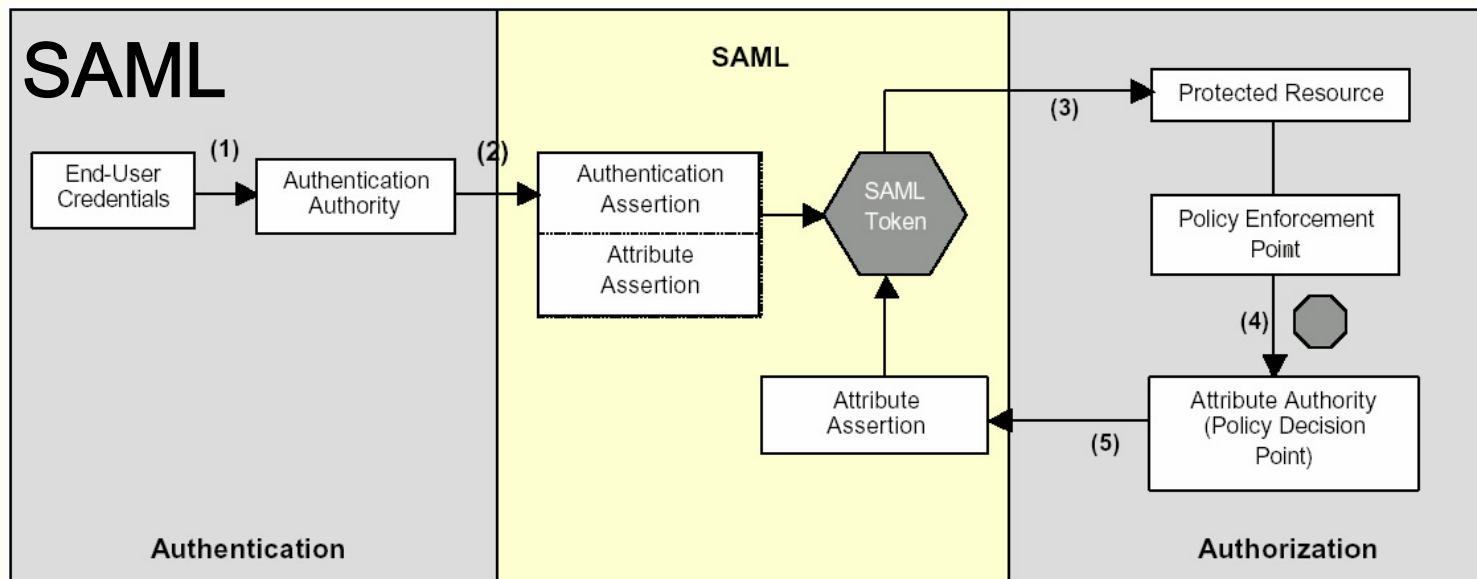 SAML
SAML
(1)
(2)
(3)
End-User
Credentials
Authentication
Authority
Authentication
Assertion
Attribute
Assertion
SAML
Token
Protected Resource
Policy Enforcement
Point
(4)
Attribute Authority
(Policy Decision
Point)
(5)
Attribute
Assertion
Authentication
Authorization